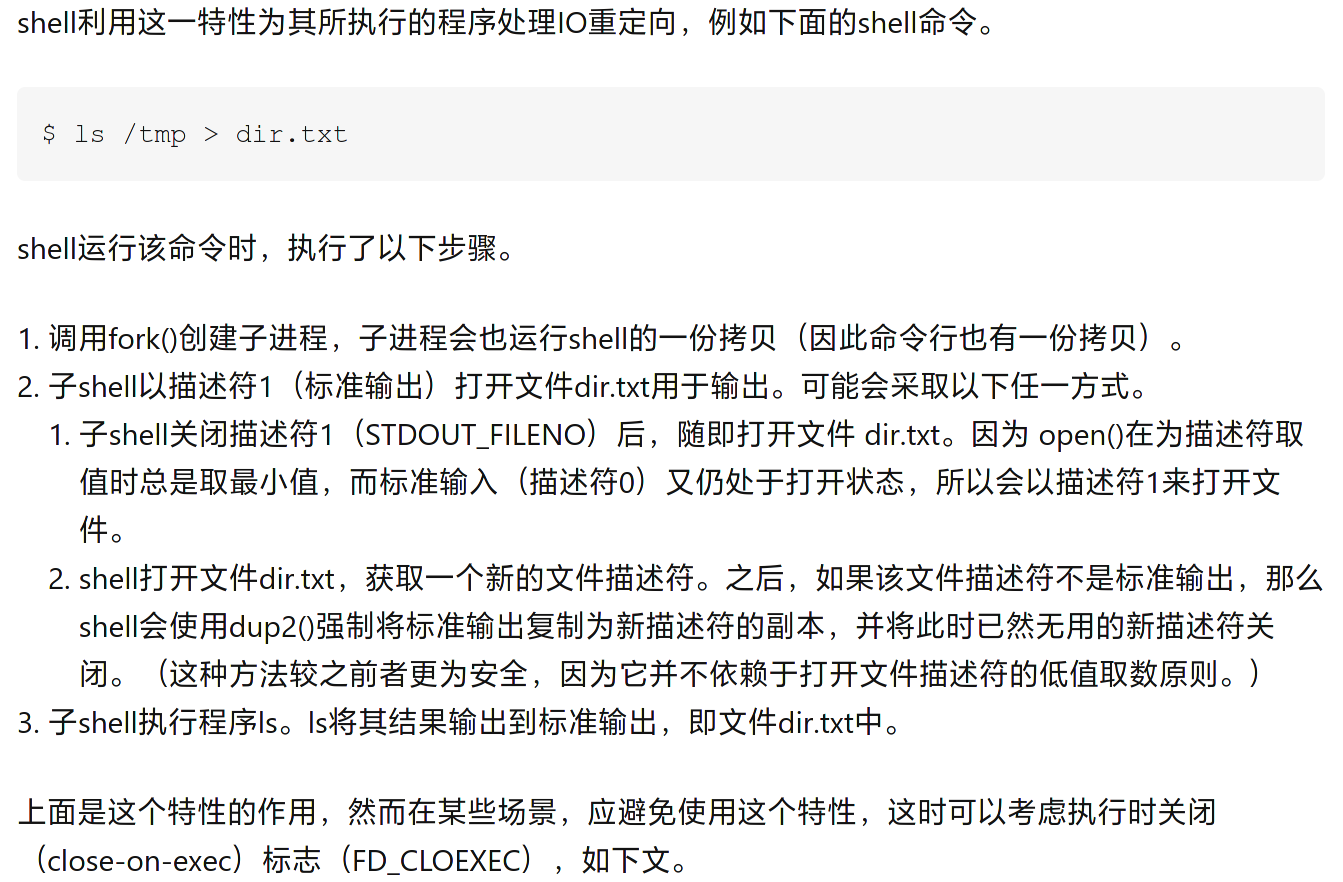 shell利用这一特性为其所执行的程序处理IO重定向，例如下面的shell命令。
$ ls /tmp > dir.txt
shell运行该命令时，执行了以下步骤。
1. 调用fork()创建子进程，子进程会也运行shell的一份拷贝（因此命令行也有一份拷贝）。
2. 子shell以描述符1（标准输出）打开文件dir.txt用于输出。可能会采取以下任一方式。
1. 子shell关闭描述符1（STDOUT_FILENO）后，随即打开文件 dir.txt。因为 open()在为描述符取
值时总是取最小值，而标准输入（描述符0）又仍处于打开状态，所以会以描述符1来打开文
件。
2. shell打开文件dir.txt，获取一个新的文件描述符。之后，如果该文件描述符不是标准输出，那么
shell会使用dup2()强制将标准输出复制为新描述符的副本，并将此时已然无用的新描述符关
闭。（这种方法较之前者更为安全，因为它并不依赖于打开文件描述符的低值取数原则。）
3. 子shell执行程序ls。ls将其结果输出到标准输出，即文件dir.txt中。
上面是这个特性的作用，然而在某些场景，应避免使用这个特性，这时可以考虑执行时关闭
（close-on-exec）标志（FD_CLOEXEC），如下文。